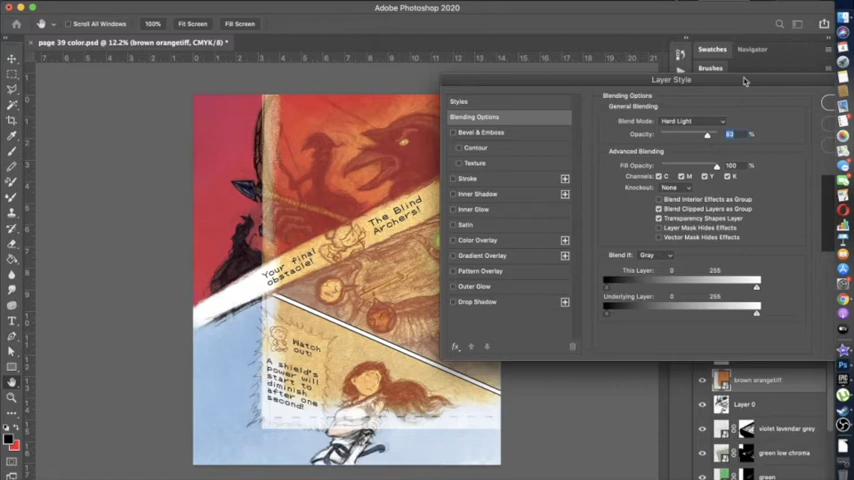 Adobe Photoshop 2020
Scroll All Windows
100%
Fit Screen
Fill Screen
page 39 color.psd @ 12.2% (brown orangetiff, CMYK/8) *
Swatches
Navigator
Brushes
Layer Style
Styles
Blending Options
Bevel & Emboss
Contour
Texture
Stroke
Inner Shadow
Inner Glow
Satin
Color Overlay
Gradient Overlay
Pattern Overlay
Outer Glow
Drop Shadow
fx
Blending Options
General Blending
Blend Mode: Hard Light
Opacity: 83 %
Advanced Blending
Fill Opacity: 100 %
Channels: C M Y K
Knockout: None
Blend Interior Effects as Group
Blend Clipped Layers as Group
Transparency Shapes Layer
Layer Mask Hides Effects
Vector Mask Hides Effects
Blend If: Gray
This Layer: 0 255
Underlying Layer: 0 255
The Blind
Archers!
Your final
obstacle!
Watch
out!
A shield's
power will
start to
diminish
after one
second!
brown orangetiff
Layer 0
violet lavendar grey
green low chroma
green